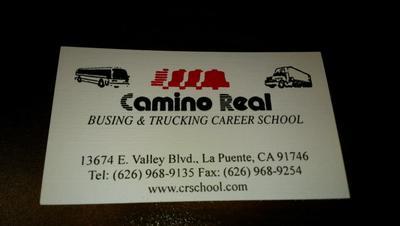 Camino Real
BUSING & TRUCKING CAREER SCHOOL
13674 E. Valley Blvd., La Puente, CA 91746
Tel: (626) 968-9135 Fax: (626) 968-9254
www.crschool.com